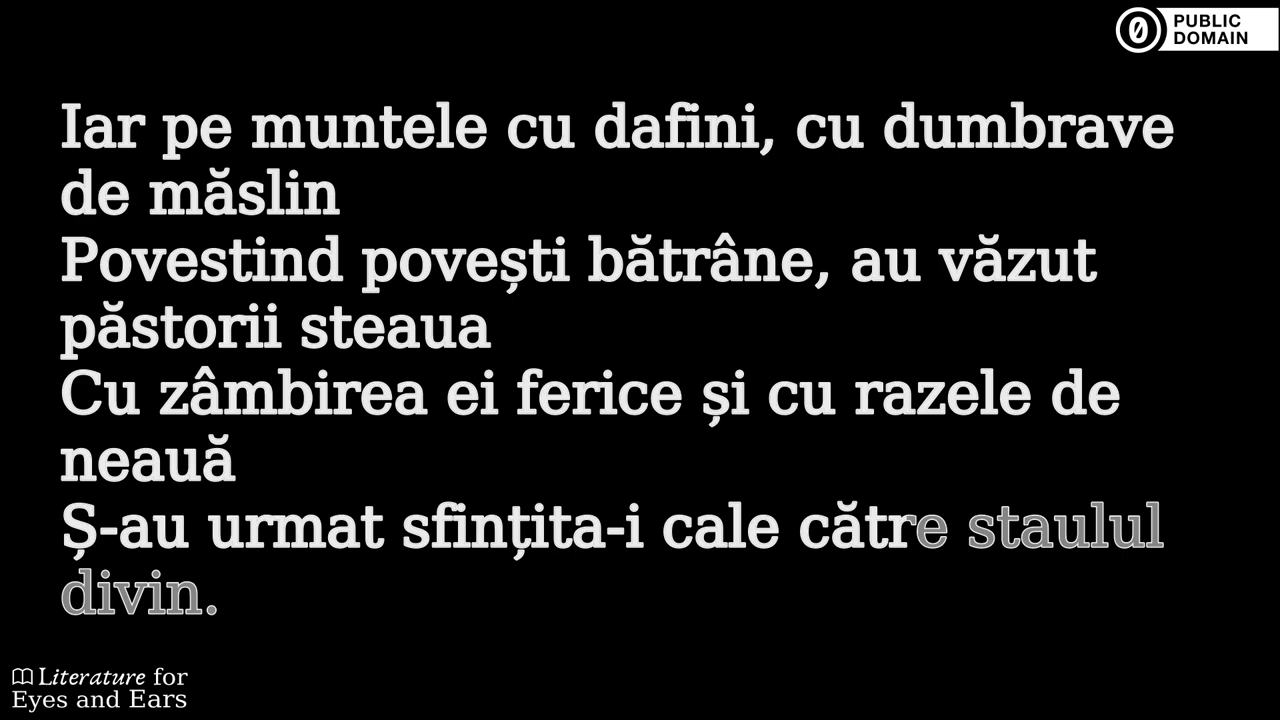 PUBLIC
DOMAIN
Iar pe muntele cu dafini, cu dumbrave
de măslin
Povestind povești bătrâne, au văzut
păstorii steaua
Cu zâmbirea ei ferice și cu razele de
neauă
Ș-au urmat sfințita-i cale cătrе staulul
divin.
Literature for
Eyes and Ears